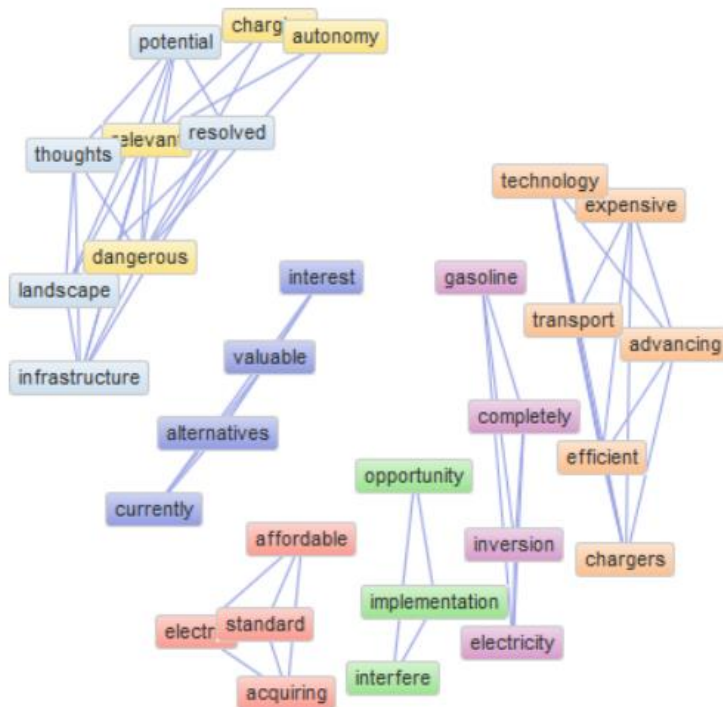 potential
autonomy
resolved
thoughts
dangerous
landscape
infrastructure
interest
valuable
alternatives
currently
gasoline
completely
inversion
electricity
technology
expensive
transport
advancing
efficient
chargers
opportunity
implementation
interfere
affordable
standard
acquiring